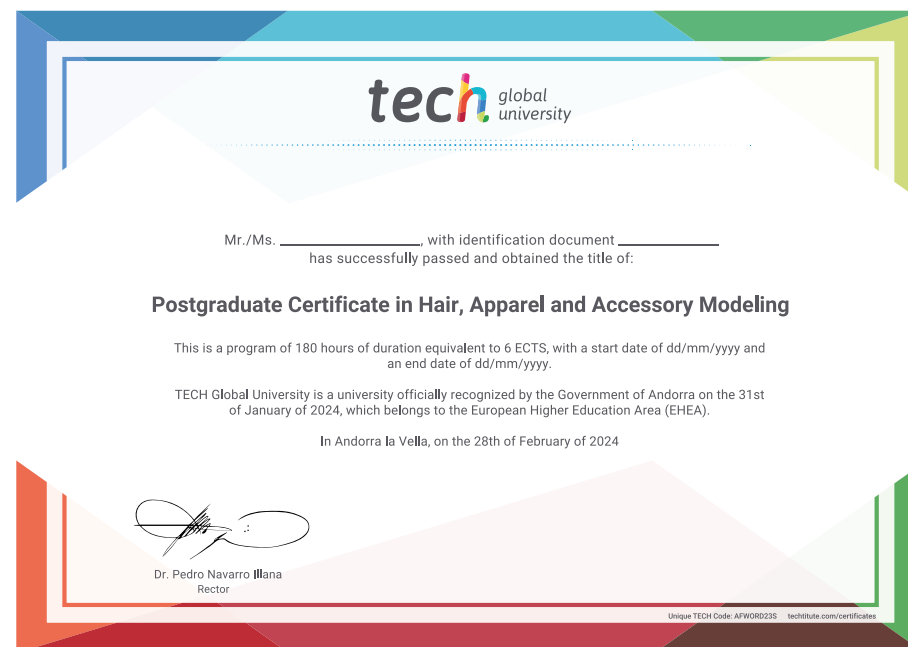 tech global university
Mr./Ms. ____________, with identification document ____________
has successfully passed and obtained the title of:
Postgraduate Certificate in Hair, Apparel and Accessory Modeling
This is a program of 180 hours of duration equivalent to 6 ECTS, with a start date of dd/mm/yyyy and
an end date of dd/mm/yyyy.
TECH Global University is a university officially recognized by the Government of Andorra on the 31st
of January of 2024, which belongs to the European Higher Education Area (EHEA).
In Andorra la Vella, on the 28th of February of 2024
Dr. Pedro Navarro Illana
Rector
Unique TECH Code: AFWORD23S techtitute.com/certificates